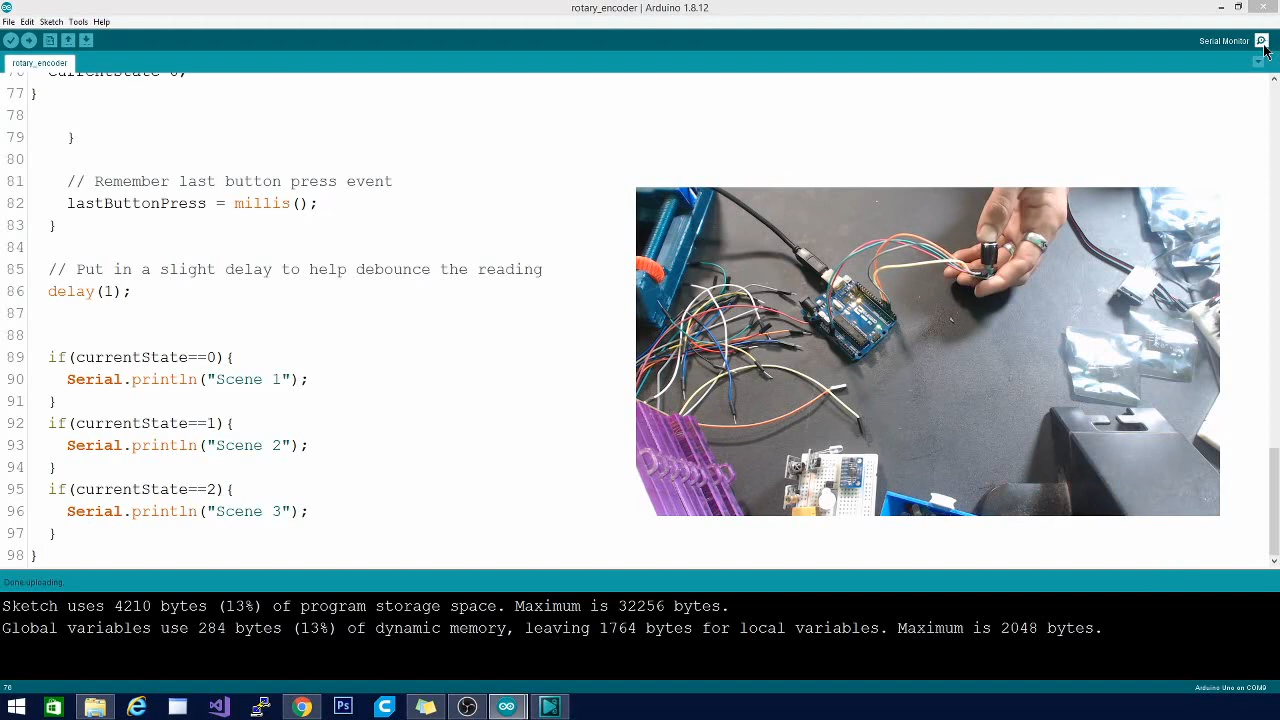 rotary_encoder | Arduino 1.8.12
File Edit Sketch Tools Help
Serial Monitor
rotary_encoder
77 }
78
79 }
80
81 // Remember last button press event
82 lastButtonPress = millis();
83 }
84
85 // Put in a slight delay to help debounce the reading
86 delay(1);
87
88
89 if(currentState==0){
90 Serial.println("Scene 1");
91 }
92 if(currentState==1){
93 Serial.println("Scene 2");
94 }
95 if(currentState==2){
96 Serial.println("Scene 3");
97 }
98 }
Done uploading.
Sketch uses 4210 bytes (13%) of program storage space. Maximum is 32256 bytes.
Global variables use 284 bytes (13%) of dynamic memory, leaving 1764 bytes for local variables. Maximum is 2048 bytes.
76
Arduino Uno on COM9
Ps